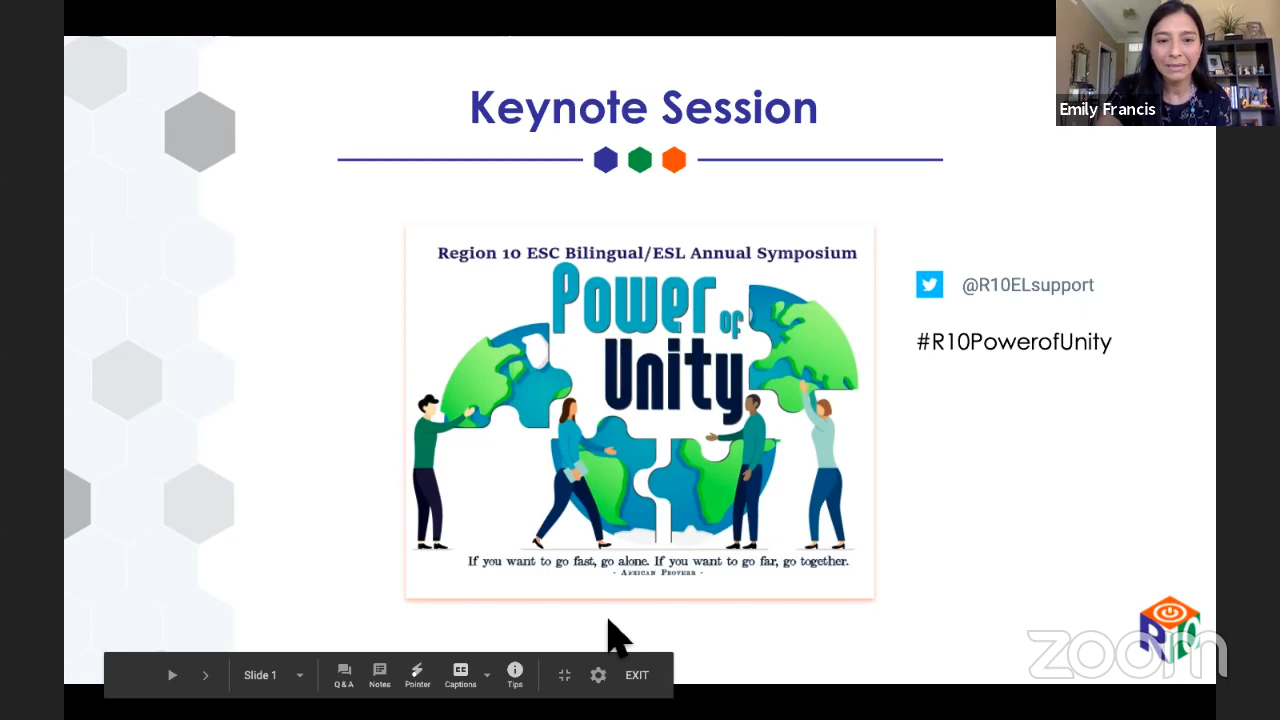 Keynote Session
Emily Francis
Region 10 ESC Bilingual/ESL Annual Symposium
Power of
Unity
@R10ELsupport
#R10PowerofUnity
If you want to go fast, go alone. If you want to go far, go together.
- African Proverb -
R10
zoom
Slide 1
Q&A
Notes
Pointer
CC
Captions
Tips
EXIT